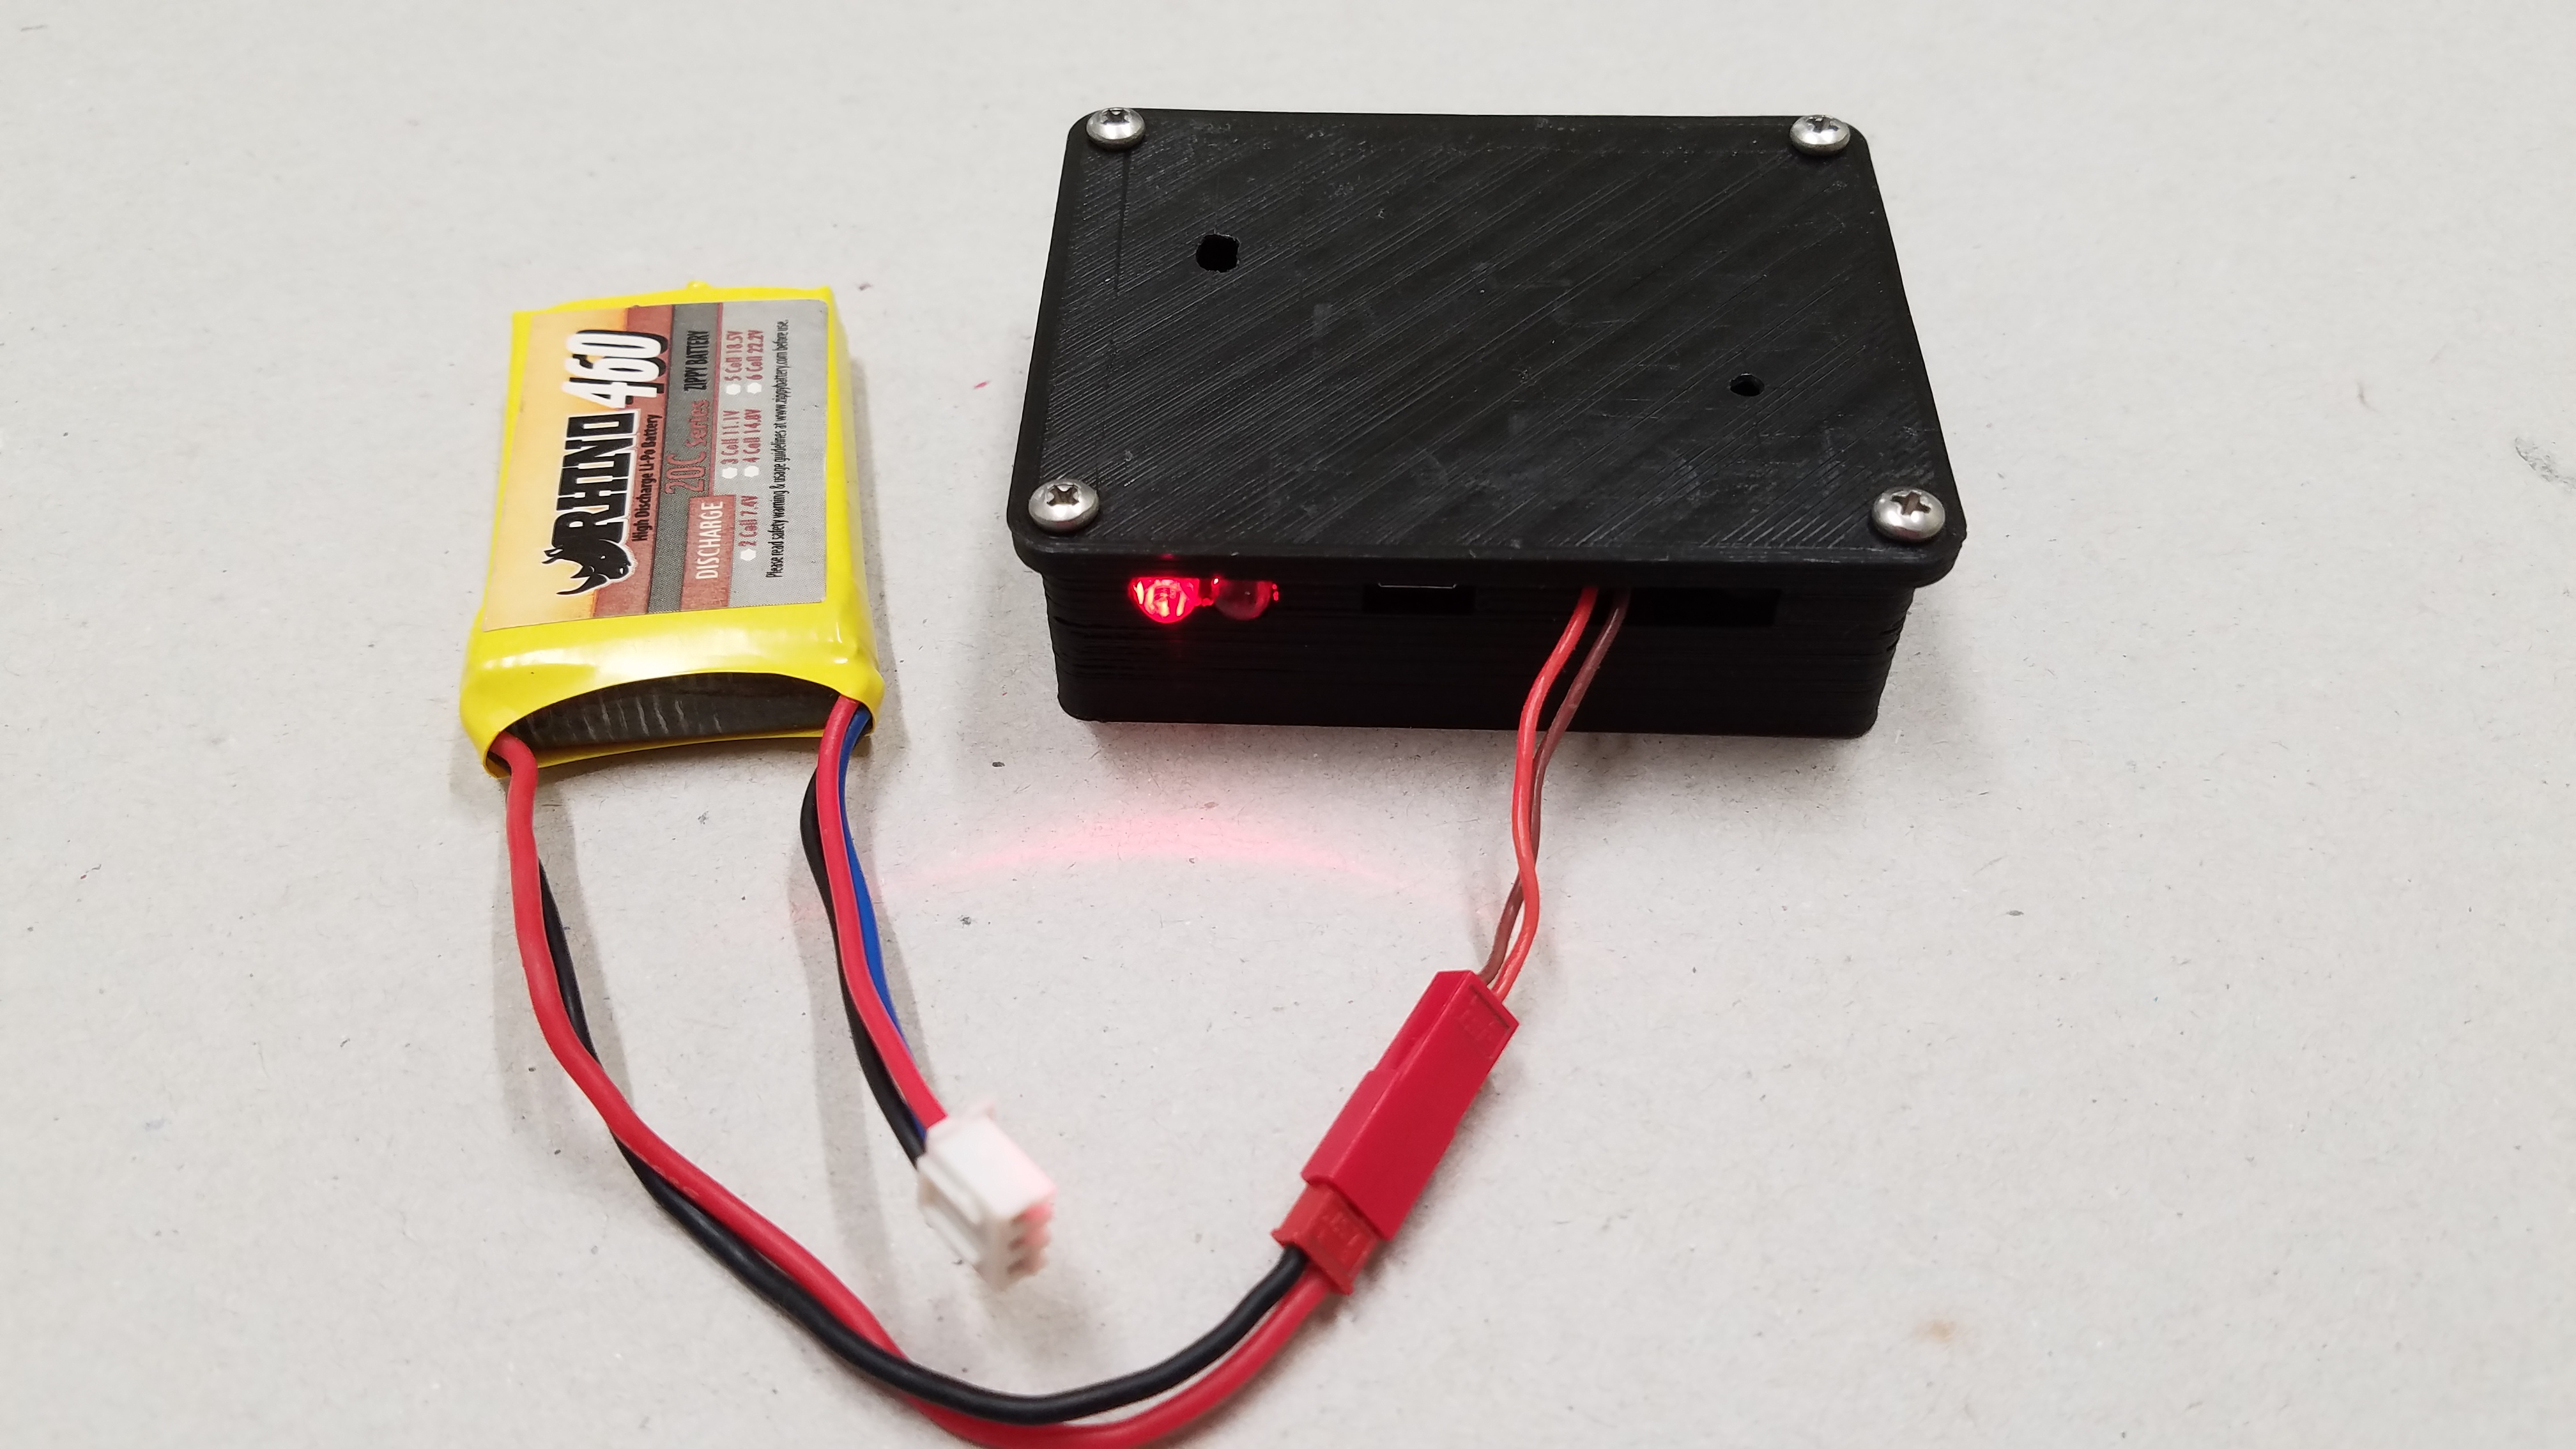 RHINO 460
High Discharge Li-Po Battery
DISCHARGE 20C Series ZIPPY BATTERY
2 Cell 7.4V 3 Cell 11.1V 5 Cell 18.5V
4 Cell 14.8V 6 Cell 22.2V
Please read safety warning & usage guidelines at www.zippybattery.com before use.